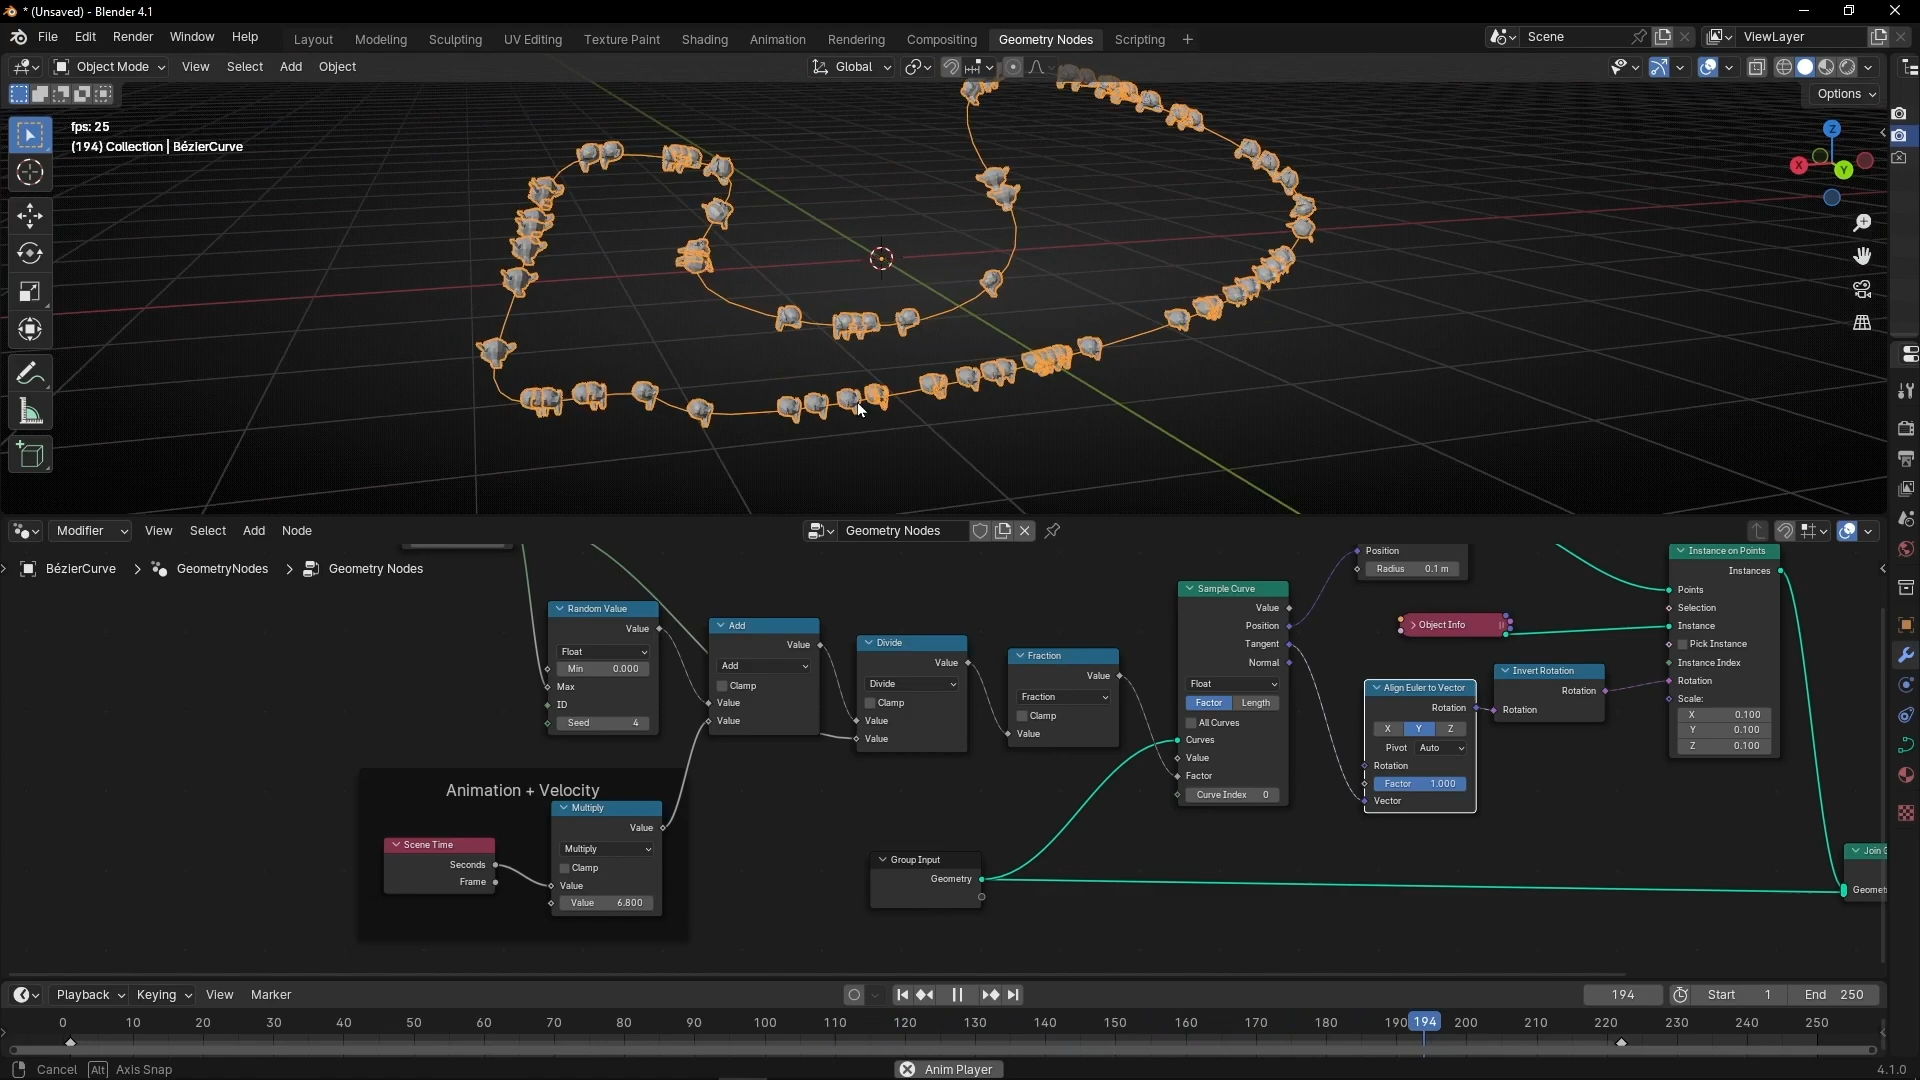 * (Unsaved) - Blender 4.1
File Edit Render Window Help Layout Modeling Sculpting UV Editing Texture Paint Shading Animation Rendering Compositing Geometry Nodes Scripting + Scene ViewLayer
Object Mode View Select Add Object Global
Options
fps: 25
(194) Collection | BézierCurve
Z
X
Y
Modifier View Select Add Node Geometry Nodes
BézierCurve GeometryNodes Geometry Nodes
Random Value
Value
Float
Min 0.000
Max
ID
Seed 4
Add
Value
Add
Clamp
Value
Value
Divide
Value
Divide
Clamp
Value
Value
Fraction
Value
Fraction
Clamp
Value
Sample Curve
Value
Position
Tangent
Normal
Float
Factor Length
All Curves
Curves
Value
Factor
Curve Index 0
Position
Radius 0.1 m
Object Info
Align Euler to Vector
Rotation
X Y Z
Pivot Auto
Rotation
Factor 1.000
Vector
Invert Rotation
Rotation
Rotation
Instance on Points
Instances
Points
Selection
Instance
Pick Instance
Instance Index
Rotation
Scale:
X 0.100
Y 0.100
Z 0.100
Animation + Velocity
Scene Time
Seconds
Frame
Multiply
Value
Multiply
Clamp
Value
Value 6.800
Group Input
Geometry
Join G
Geomet
Playback Keying View Marker 194 Start 1 End 250
0 10 20 30 40 50 60 70 80 90 100 110 120 130 140 150 160 170 180 190 194 200 210 220 230 240 250
Cancel Alt Axis Snap Anim Player 4.1.0